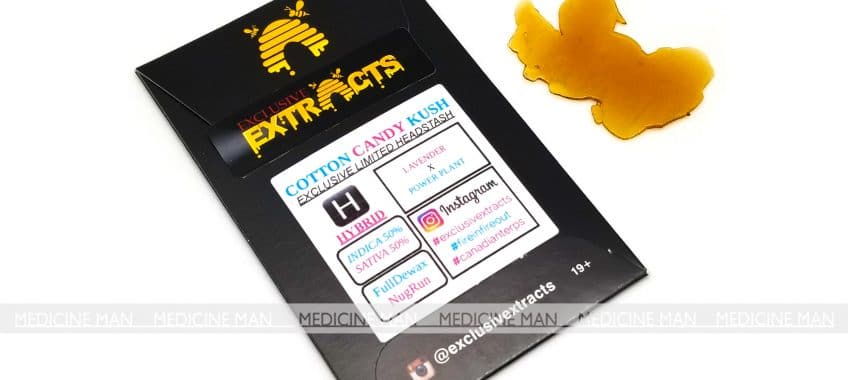 EXCLUSIVE
EXTRACTS
COTTON CANDY KUSH
EXCLUSIVE LIMITED HEADSTASH
H
HYBRID
INDICA 50%
SATIVA 50%
FullDewax
NugRun
LAVENDER
X
POWER PLANT
Instagram
#exclusivextracts
#fireinfireout
#canadianterps
19+
@exclusivextracts
MEDICINE MAN MEDICINE MAN MEDICINE MAN MEDICINE MAN MEDICINE MAN MEDICINE MAN